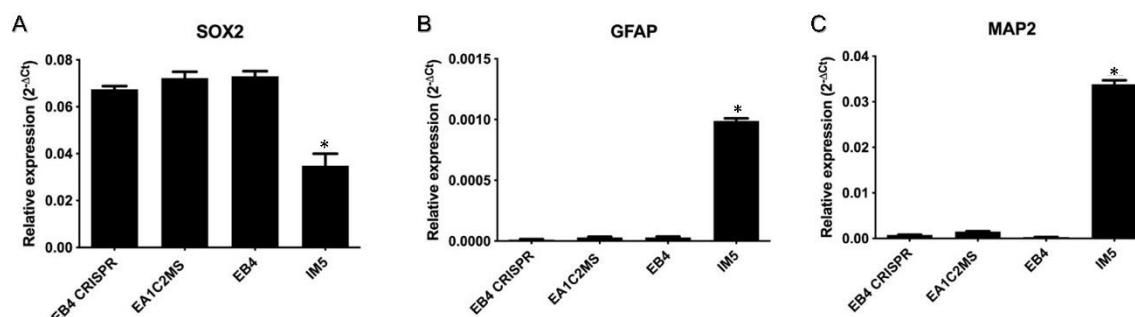 A
SOX2
Relative expression (2-ΔCt)
0.08
0.06
0.04
0.02
0.00
*
EB4 CRISPR
EA1C2MS
EB4
IM5
B
GFAP
Relative expression (2-ΔCt)
0.0015
0.0010
0.0005
0.0000
*
EB4 CRISPR
EA1C2MS
EB4
IM5
C
MAP2
Relative expression (2-ΔCt)
0.04
0.03
0.02
0.01
0.00
*
EB4 CRISPR
EA1C2MS
EB4
IM5